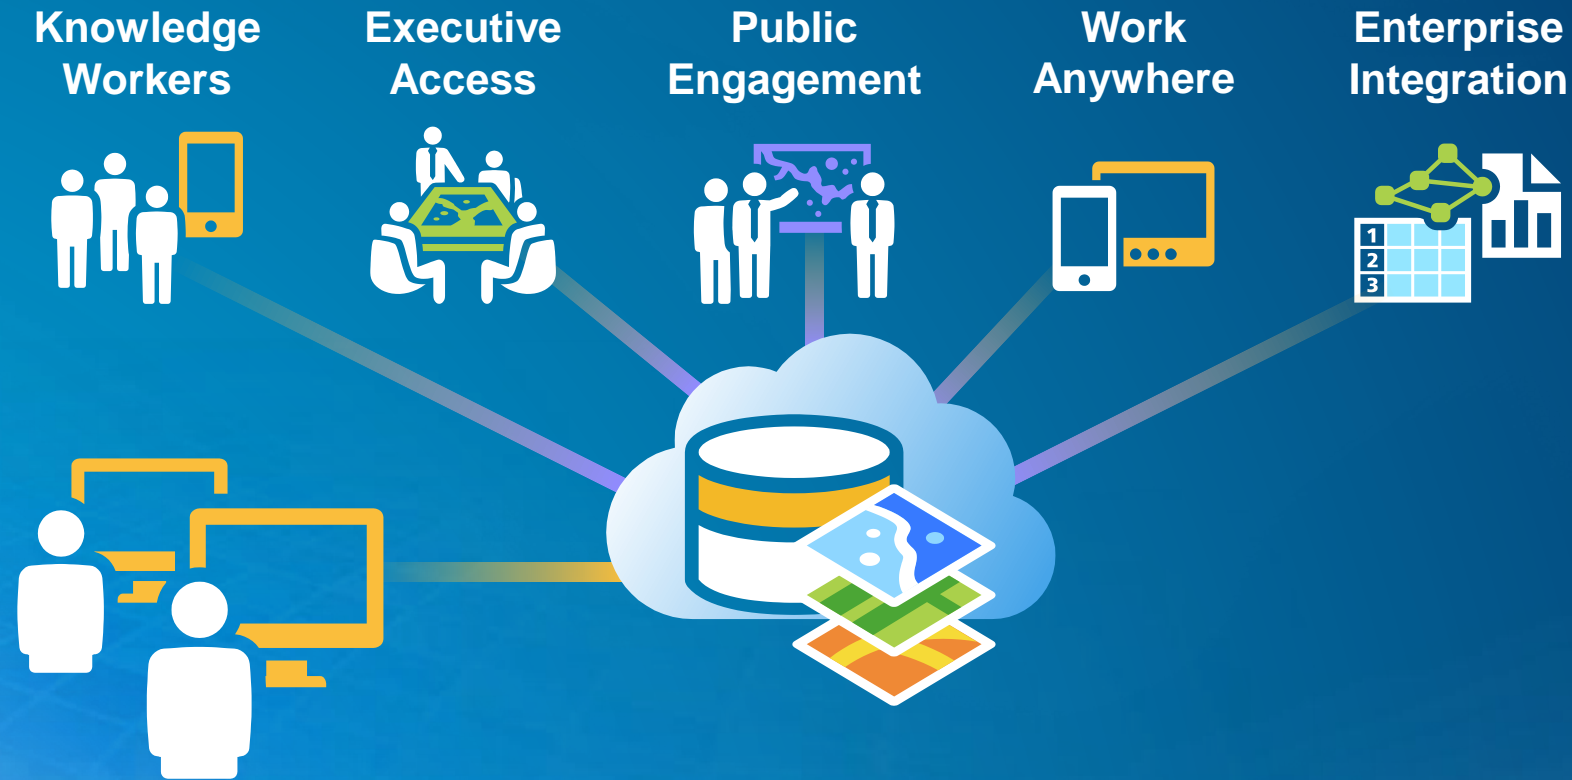 Knowledge
Workers
Executive
Access
Public
Engagement
Work
Anywhere
Enterprise
Integration
1
2
3